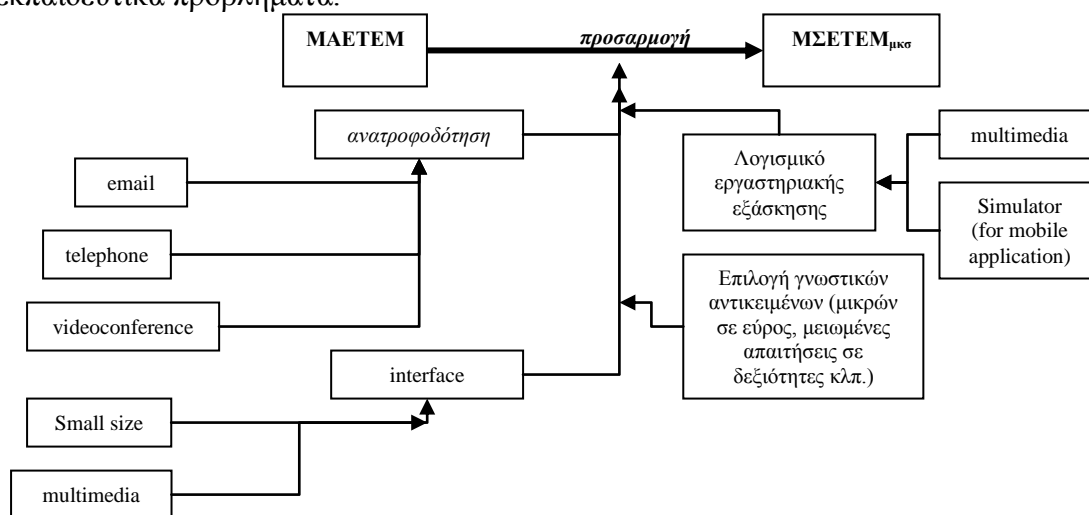 εκπαιδευτικά προβλήματα.
ΜΑΕΤΕΜ
προσαρμογή
ΜΣΕΤΕΜμκσ
ανατροφοδότηση
email
telephone
videoconference
interface
Small size
multimedia
Λογισμικό
εργαστηριακής
εξάσκησης
multimedia
Simulator
(for mobile
application)
Επιλογή γνωστικών
αντικειμένων (μικρών
σε εύρος, μειωμένες
απαιτήσεις σε
δεξιότητες κλπ.)